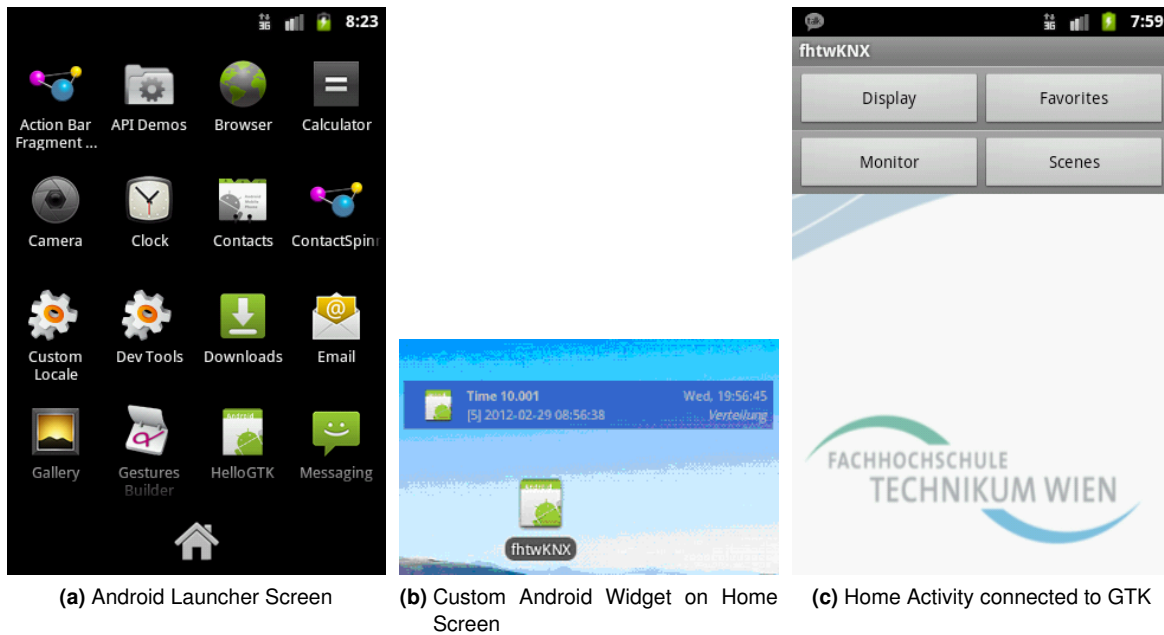 8:23
Action Bar
Fragment ...
API Demos
Browser
Calculator
Camera
Clock
Contacts
ContactSpinn
Custom
Locale
Dev Tools
Downloads
Email
Gallery
Gestures
Builder
HelloGTK
Messaging
(a) Android Launcher Screen
Time 10.001
Wed, 19:56:45
[5] 2012-02-29 08:56:38
Verteilung
fhtwKNX
(b) Custom Android Widget on Home
Screen
3G 7:59
fhtwKNX
Display
Favorites
Monitor
Scenes
FACHHOCHSCHULE
TECHNIKUM WIEN
(c) Home Activity connected to GTK